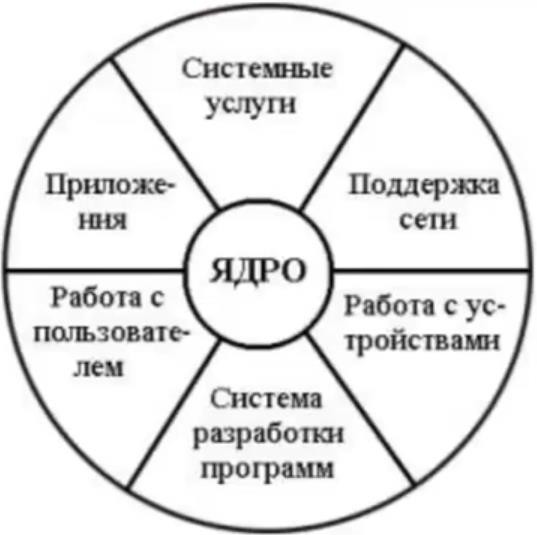 Системные
услуги
Приложе-
ния
Поддержка
сети
ЯДРО
Работа с
пользовате-
лем
Работа с ус-
тройствами
Система
разработки
программ